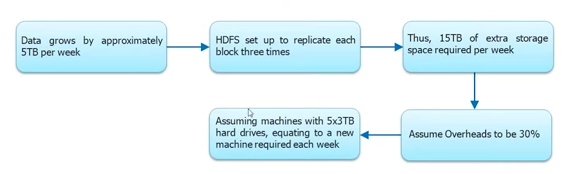 Data grows by approximately
5TB per week
HDFS set up to replicate each
block three times
Thus, 15TB of extra storage
space required per week
Assume Overheads to be 30%
Assuming machines with 5x3TB
hard drives, equating to a new
machine required each week